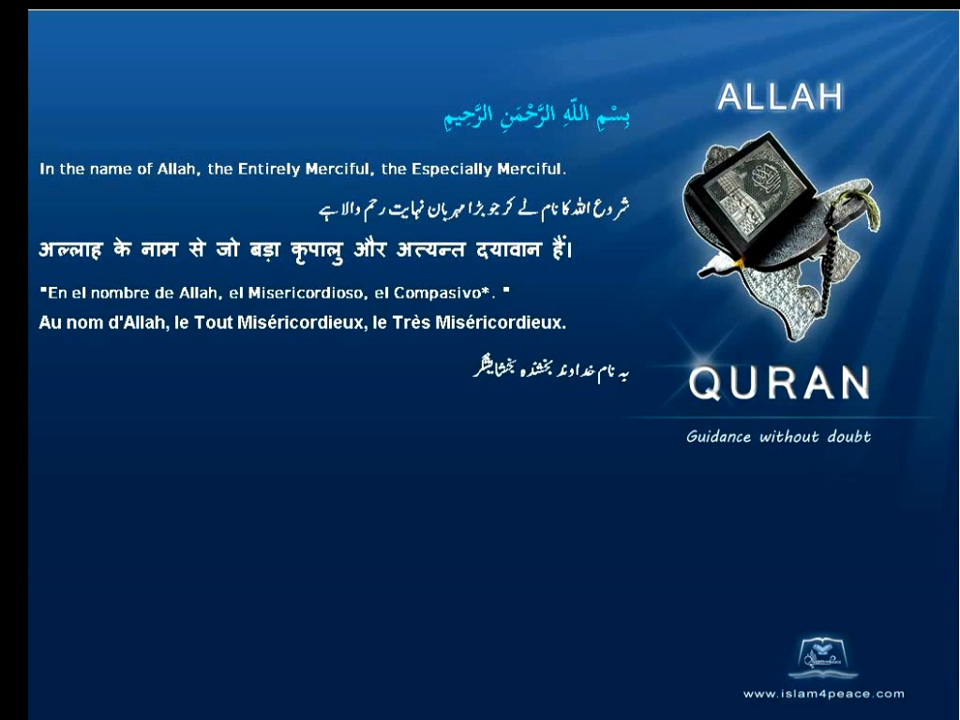 بِسْمِ اللّهِ الرَّحْمَنِ الرَّحِيمِ
In the name of Allah, the Entirely Merciful, the Especially Merciful.
شروع الله کا نام لے کر جو بڑا مہربان نہایت رحم والا ہے
अल्लाह के नाम से जो बड़ा कृपालु और अत्यन्त दयावान हैं।
"En el nombre de Allah, el Misericordioso, el Compasivo*. "
Au nom d'Allah, le Tout Miséricordieux, le Très Miséricordieux.
به نام خداوند بخشنده بخشایشگر
ALLAH
QURAN
Guidance without doubt
www.islam4peace.com